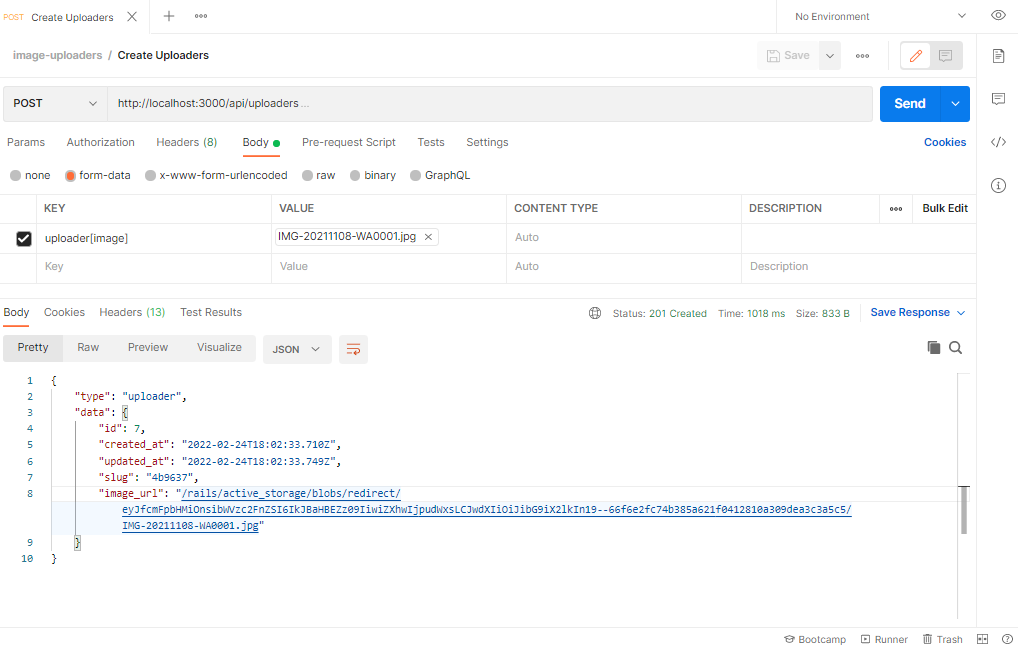 POST Create Uploaders
No Environment
image-uploaders / Create Uploaders
Save
POST http://localhost:3000/api/uploaders...
Send
Params Authorization Headers (8) Body Pre-request Script Tests Settings Cookies
none form-data x-www-form-urlencoded raw binary GraphQL
KEY VALUE CONTENT TYPE DESCRIPTION Bulk Edit
uploader[image] IMG-20211108-WA0001.jpg Auto
Key Value Auto Description
Body Cookies Headers (13) Test Results Status: 201 Created Time: 1018 ms Size: 833 B Save Response
Pretty Raw Preview Visualize JSON
1 {
2 "type": "uploader",
3 "data": {
4 "id": 7,
5 "created_at": "2022-02-24T18:02:33.710Z",
6 "updated_at": "2022-02-24T18:02:33.749Z",
7 "slug": "4b9637",
8 "image_url": "/rails/active_storage/blobs/redirect/
eyJfcmFpbHMiOnsibWVzc2FnZSI6IkJBaHBEZz09IiwiZXhwIjpudWxsLCJwdXIiOiJibG9iX2lkIn19--66f6e2fc74b385a621f0412810a309dea3c3a5c5/
IMG-20211108-WA0001.jpg"
9 }
10 }
Bootcamp Runner Trash